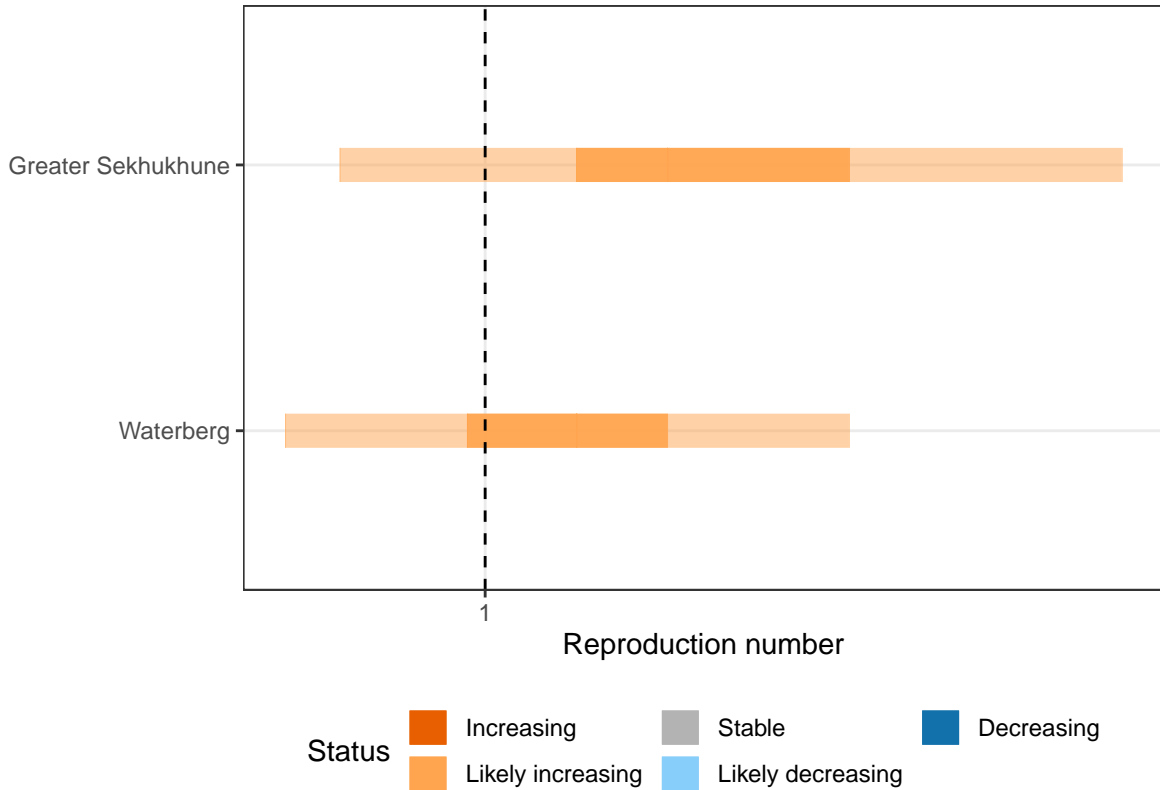 Greater Sekhukhune
Waterberg
1
Reproduction number
Status
Increasing
Stable
Decreasing
Likely increasing
Likely decreasing